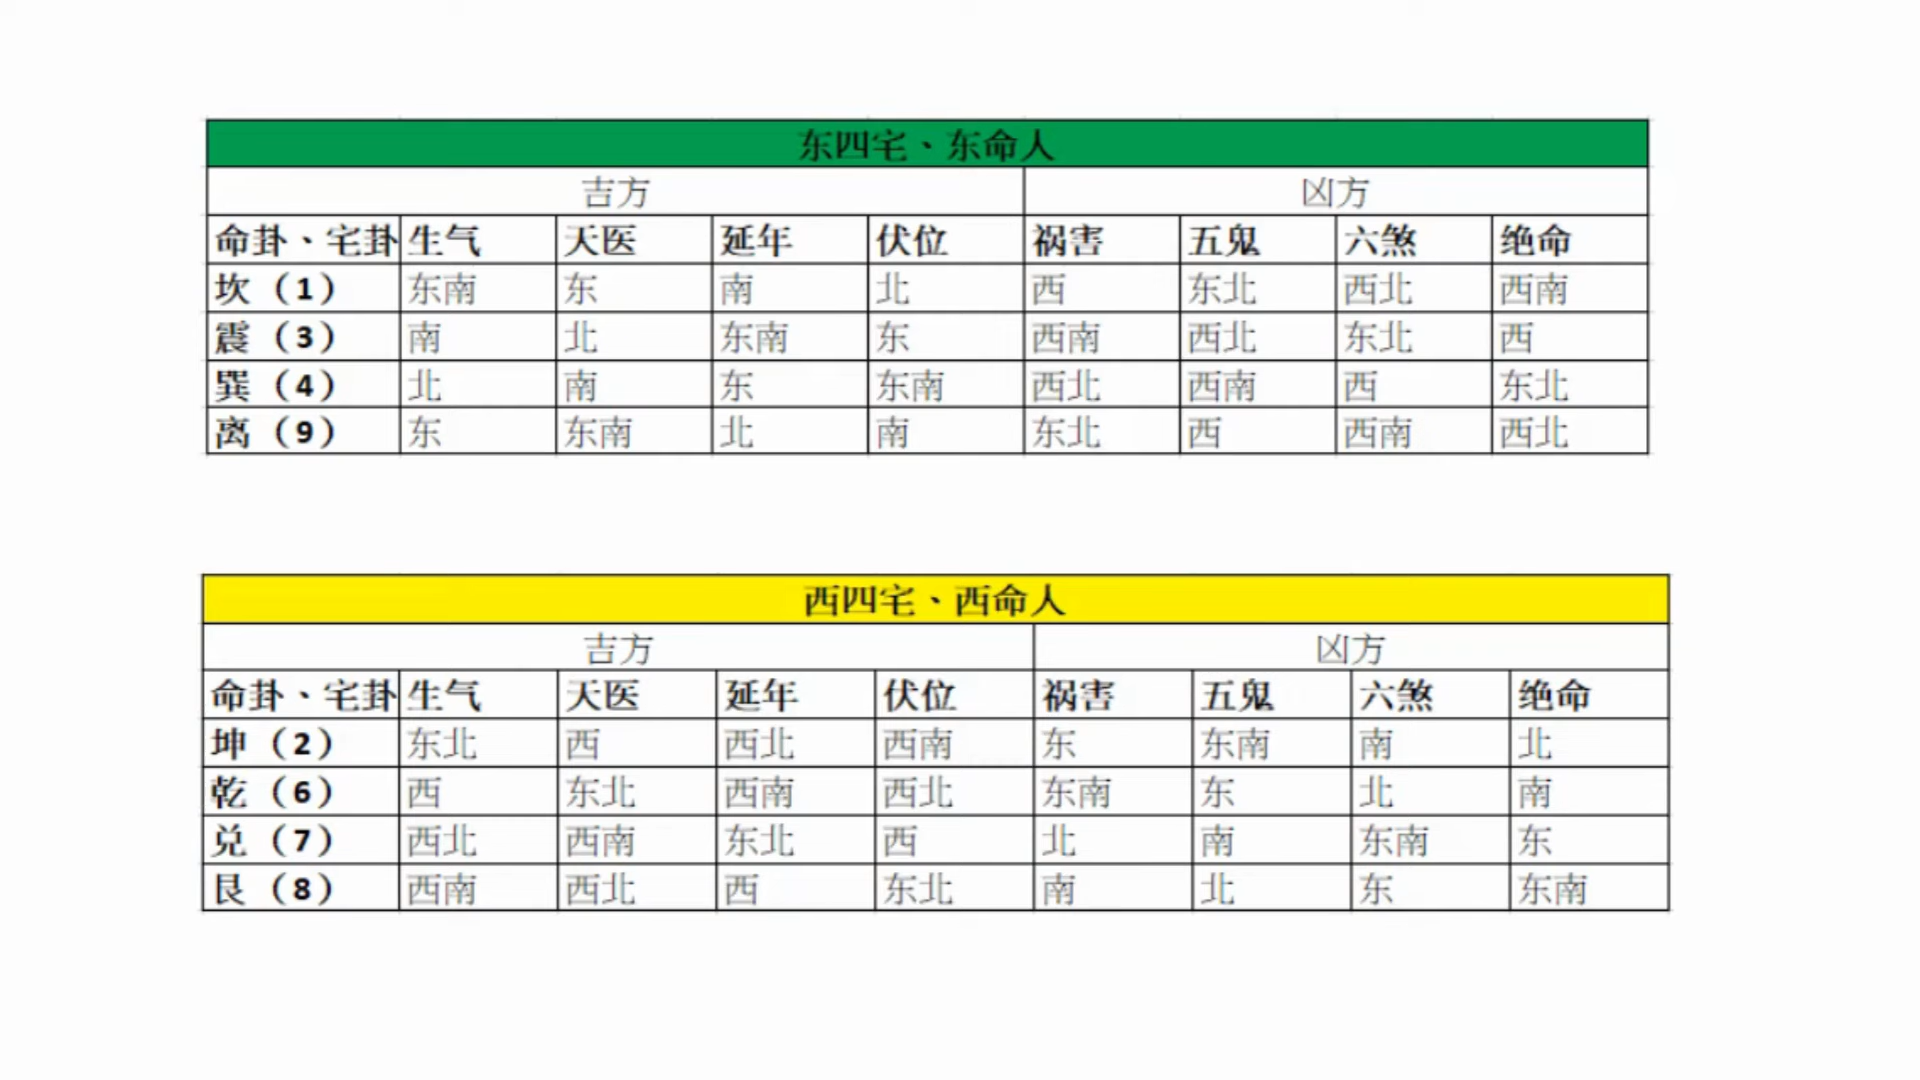 东四宅、东命人
吉方 凶方
命卦、宅卦 生气 天医 延年 伏位 祸害 五鬼 六煞 绝命
坎（1） 东南 东 南 北 西 东北 西北 西南
震（3） 南 北 东南 东 西南 西北 东北 西
巽（4） 北 南 东 东南 西北 西南 西 东北
离（9） 东 东南 北 南 东北 西 西南 西北
西四宅、西命人
吉方 凶方
命卦、宅卦 生气 天医 延年 伏位 祸害 五鬼 六煞 绝命
坤（2） 东北 西 西北 西南 东 东南 南 北
乾（6） 西 东北 西南 西北 东南 东 北 南
兑（7） 西北 西南 东北 西 北 南 东南 东
艮（8） 西南 西北 西 东北 南 北 东 东南